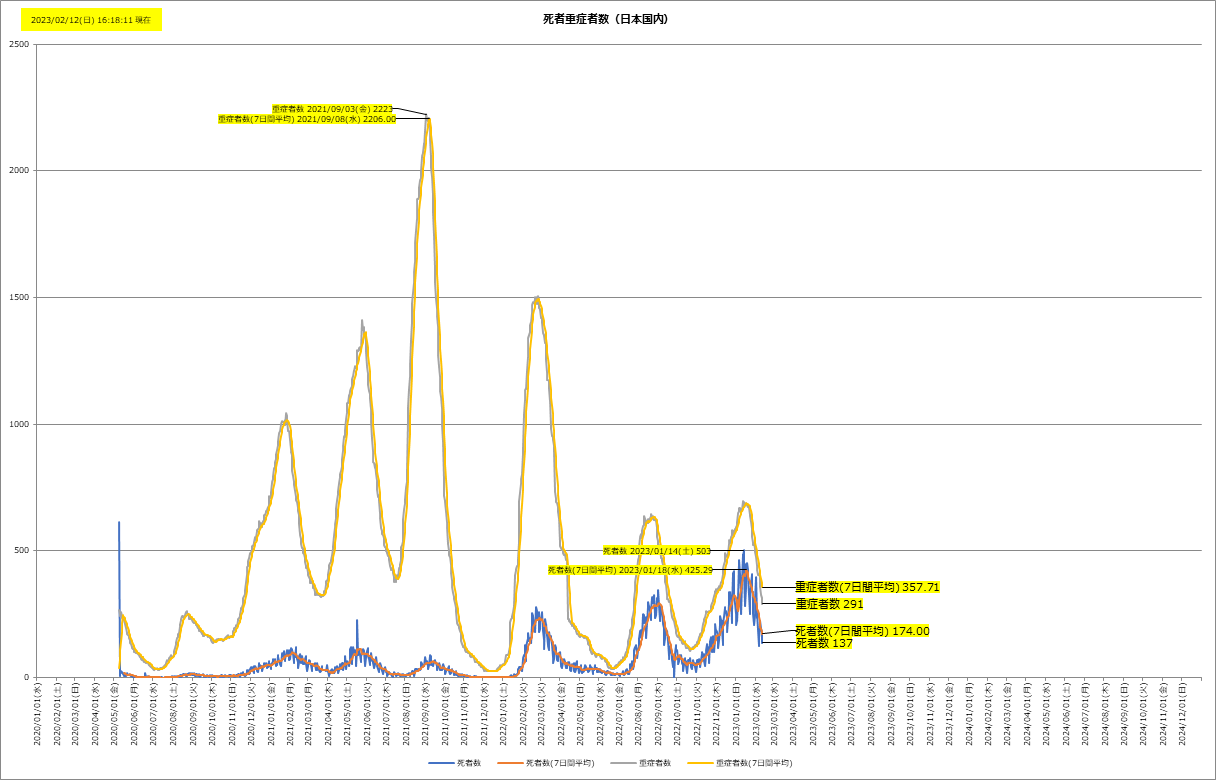 2023/02/12(日) 16:18:11 現在
死者重症者数（日本国内）
2500
2000
1500
1000
500
0
重症者数 2021/09/03(金) 2223
重症者数(7日間平均) 2021/09/08(水) 2206.00
死者数 2023/01/14(土) 503
死者数(7日間平均) 2023/01/18(水) 425.29
重症者数(7日間平均) 357.71
重症者数 291
死者数(7日間平均) 174.00
死者数 137
2020/01/01(水)
2020/02/01(土)
2020/03/01(日)
2020/04/01(水)
2020/05/01(金)
2020/06/01(月)
2020/07/01(水)
2020/08/01(土)
2020/09/01(火)
2020/10/01(木)
2020/11/01(日)
2020/12/01(火)
2021/01/01(金)
2021/02/01(月)
2021/03/01(月)
2021/04/01(木)
2021/05/01(土)
2021/06/01(火)
2021/07/01(木)
2021/08/01(日)
2021/09/01(水)
2021/10/01(金)
2021/11/01(月)
2021/12/01(水)
2022/01/01(土)
2022/02/01(火)
2022/03/01(火)
2022/04/01(金)
2022/05/01(日)
2022/06/01(水)
2022/07/01(金)
2022/08/01(月)
2022/09/01(木)
2022/10/01(土)
2022/11/01(火)
2022/12/01(木)
2023/01/01(日)
2023/02/01(水)
2023/03/01(水)
2023/04/01(土)
2023/05/01(月)
2023/06/01(木)
2023/07/01(土)
2023/08/01(火)
2023/09/01(金)
2023/10/01(日)
2023/11/01(水)
2023/12/01(金)
2024/01/01(月)
2024/02/01(木)
2024/03/01(金)
2024/04/01(月)
2024/05/01(水)
2024/06/01(土)
2024/07/01(月)
2024/08/01(木)
2024/09/01(日)
2024/10/01(火)
2024/11/01(金)
2024/12/01(日)
死者数
死者数(7日間平均)
重症者数
重症者数(7日間平均)